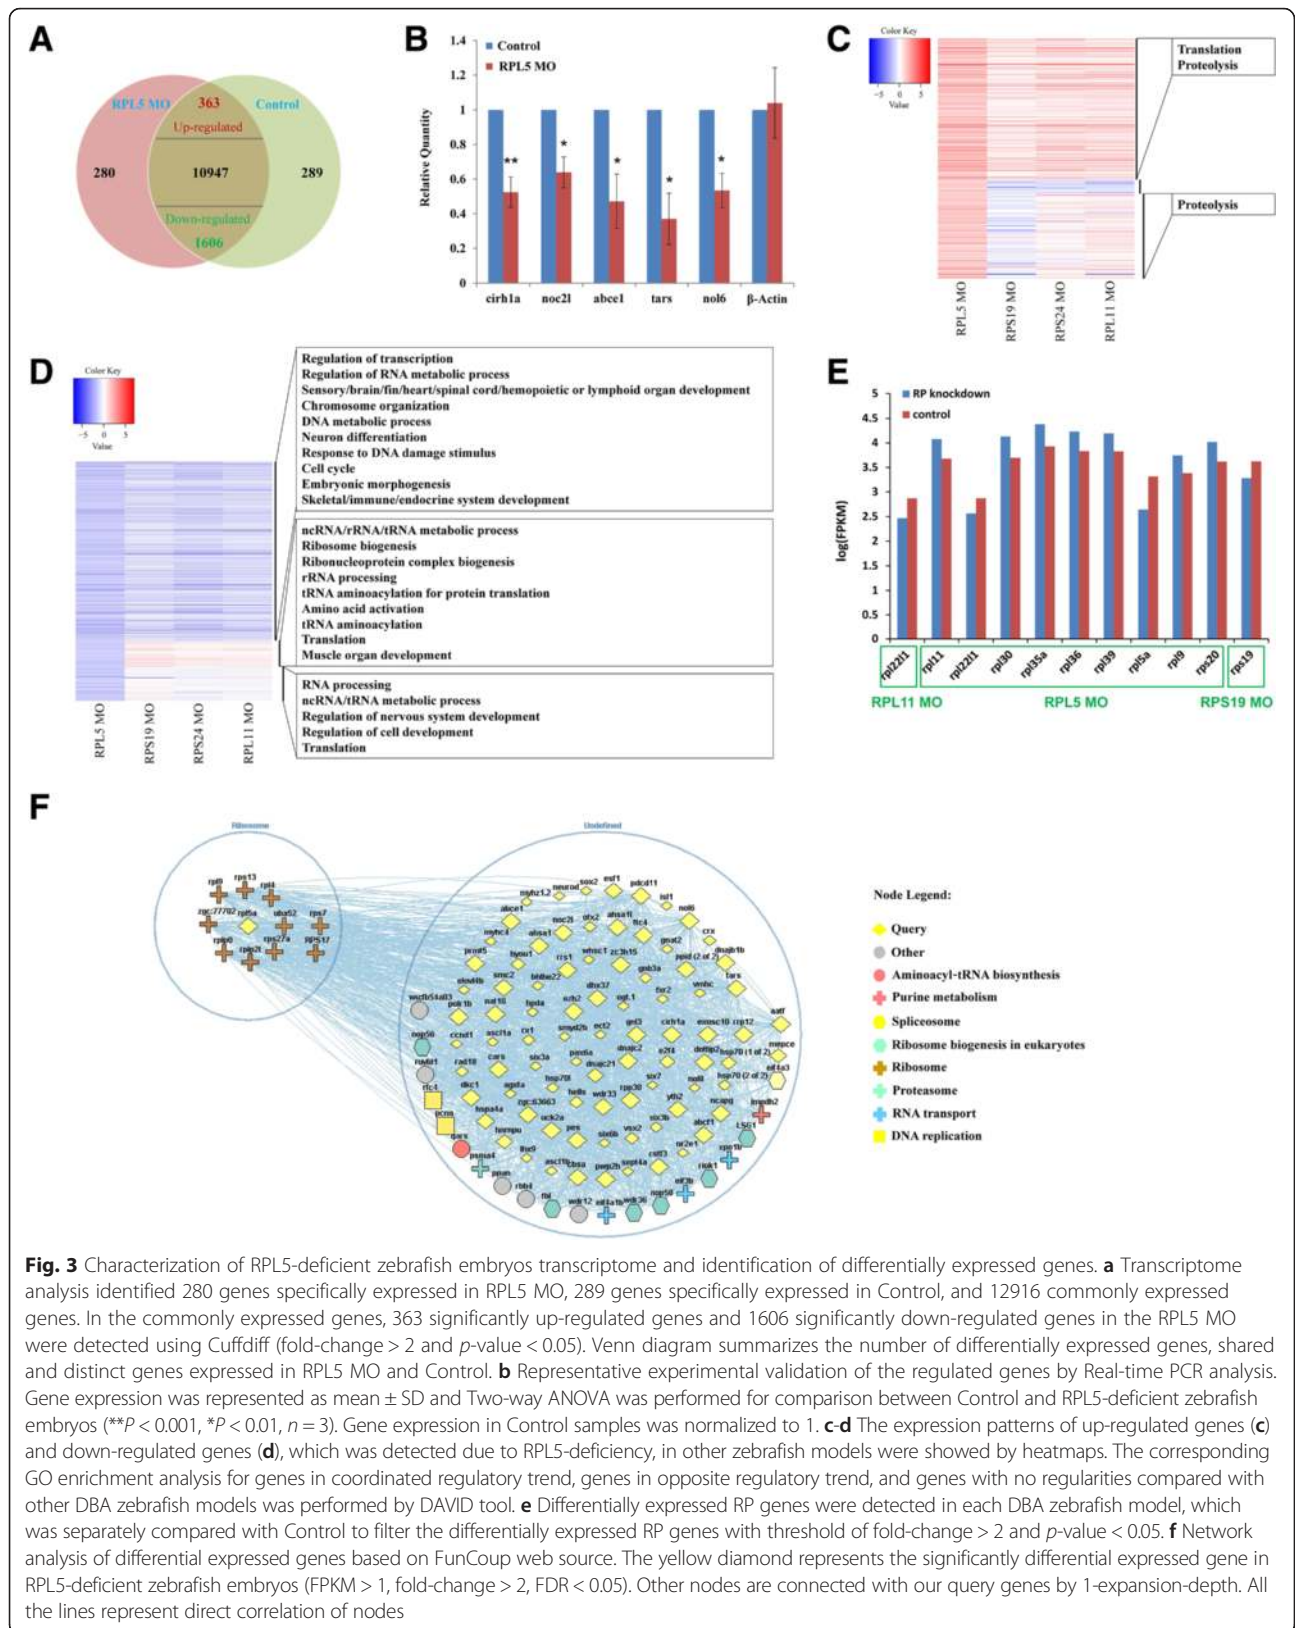 A
RPL5 MO
363
Control
Up-regulated
280
10947
289
Down-regulated
1606
B
Control
RPL5 MO
Relative Quantity
1.4
1.2
1
0.8
0.6
0.4
0.2
0
**
*
*
*
*
cirh1a
noc2l
abce1
tars
nol6
β-Actin
C
Color Key
−5 0 5
Value
Translation
Proteolysis
Proteolysis
RPL5 MO
RPS19 MO
RPS24 MO
RPL11 MO
D
Color Key
−5 0 5
Value
RPL5 MO
RPS19 MO
RPS24 MO
RPL11 MO
Regulation of transcription
Regulation of RNA metabolic process
Sensory/brain/fin/heart/spinal cord/hemopoietic or lymphoid organ development
Chromosome organization
DNA metabolic process
Neuron differentiation
Response to DNA damage stimulus
Cell cycle
Embryonic morphogenesis
Skeletal/immune/endocrine system development
ncRNA/rRNA/tRNA metabolic process
Ribosome biogenesis
Ribonucleoprotein complex biogenesis
rRNA processing
tRNA aminoacylation for protein translation
Amino acid activation
tRNA aminoacylation
Translation
Muscle organ development
RNA processing
ncRNA/tRNA metabolic process
Regulation of nervous system development
Regulation of cell development
Translation
E
RP knockdown
control
log(FPKM)
5
4.5
4
3.5
3
2.5
2
1.5
1
0.5
0
rpl22l1
rpl11
rpl22l1
rpl30
rpl35a
rpl36
rpl39
rpl5a
rpl9
rps20
rps19
RPL11 MO
RPL5 MO
RPS19 MO
F
Ribosome
Undefined
rpl9
rps13
rpl4
zgc:77702
rpl5a
uba52
rps7
rplp0
rplp2l
rps27a
RPS17
Node Legend:
Query
Other
Aminoacyl-tRNA biosynthesis
Purine metabolism
Spliceosome
Ribosome biogenesis in eukaryotes
Ribosome
Proteasome
RNA transport
DNA replication
Fig. 3 Characterization of RPL5-deficient zebrafish embryos transcriptome and identification of differentially expressed genes. a Transcriptome
analysis identified 280 genes specifically expressed in RPL5 MO, 289 genes specifically expressed in Control, and 12916 commonly expressed
genes. In the commonly expressed genes, 363 significantly up-regulated genes and 1606 significantly down-regulated genes in the RPL5 MO
were detected using Cuffdiff (fold-change > 2 and p-value < 0.05). Venn diagram summarizes the number of differentially expressed genes, shared
and distinct genes expressed in RPL5 MO and Control. b Representative experimental validation of the regulated genes by Real-time PCR analysis.
Gene expression was represented as mean ± SD and Two-way ANOVA was performed for comparison between Control and RPL5-deficient zebrafish
embryos (**P < 0.001, *P < 0.01, n = 3). Gene expression in Control samples was normalized to 1. c-d The expression patterns of up-regulated genes (c)
and down-regulated genes (d), which was detected due to RPL5-deficiency, in other zebrafish models were showed by heatmaps. The corresponding
GO enrichment analysis for genes in coordinated regulatory trend, genes in opposite regulatory trend, and genes with no regularities compared with
other DBA zebrafish models was performed by DAVID tool. e Differentially expressed RP genes were detected in each DBA zebrafish model, which
was separately compared with Control to filter the differentially expressed RP genes with threshold of fold-change > 2 and p-value < 0.05. f Network
analysis of differential expressed genes based on FunCoup web source. The yellow diamond represents the significantly differential expressed gene in
RPL5-deficient zebrafish embryos (FPKM > 1, fold-change > 2, FDR < 0.05). Other nodes are connected with our query genes by 1-expansion-depth. All
the lines represent direct correlation of nodes